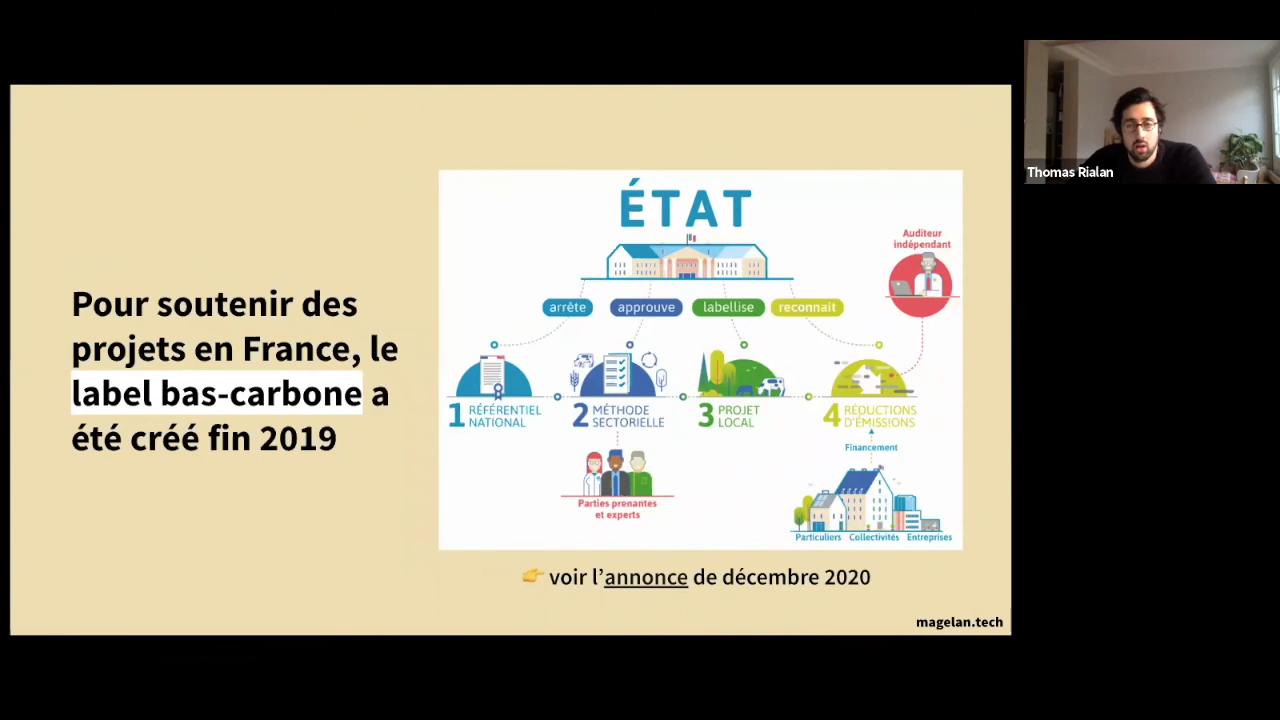 Pour soutenir des
projets en France, le
label bas-carbone a
été créé fin 2019
ÉTAT
Auditeur
indépendant
arrête
approuve
labellise
reconnait
1 RÉFÉRENTIEL
NATIONAL
2 MÉTHODE
SECTORIELLE
3 PROJET
LOCAL
4 RÉDUCTIONS
D'ÉMISSIONS
Financement
Parties prenantes
et experts
Particuliers
Collectivités
Entreprises
👉 voir l'annonce de décembre 2020
magelan.tech
Thomas Rialan